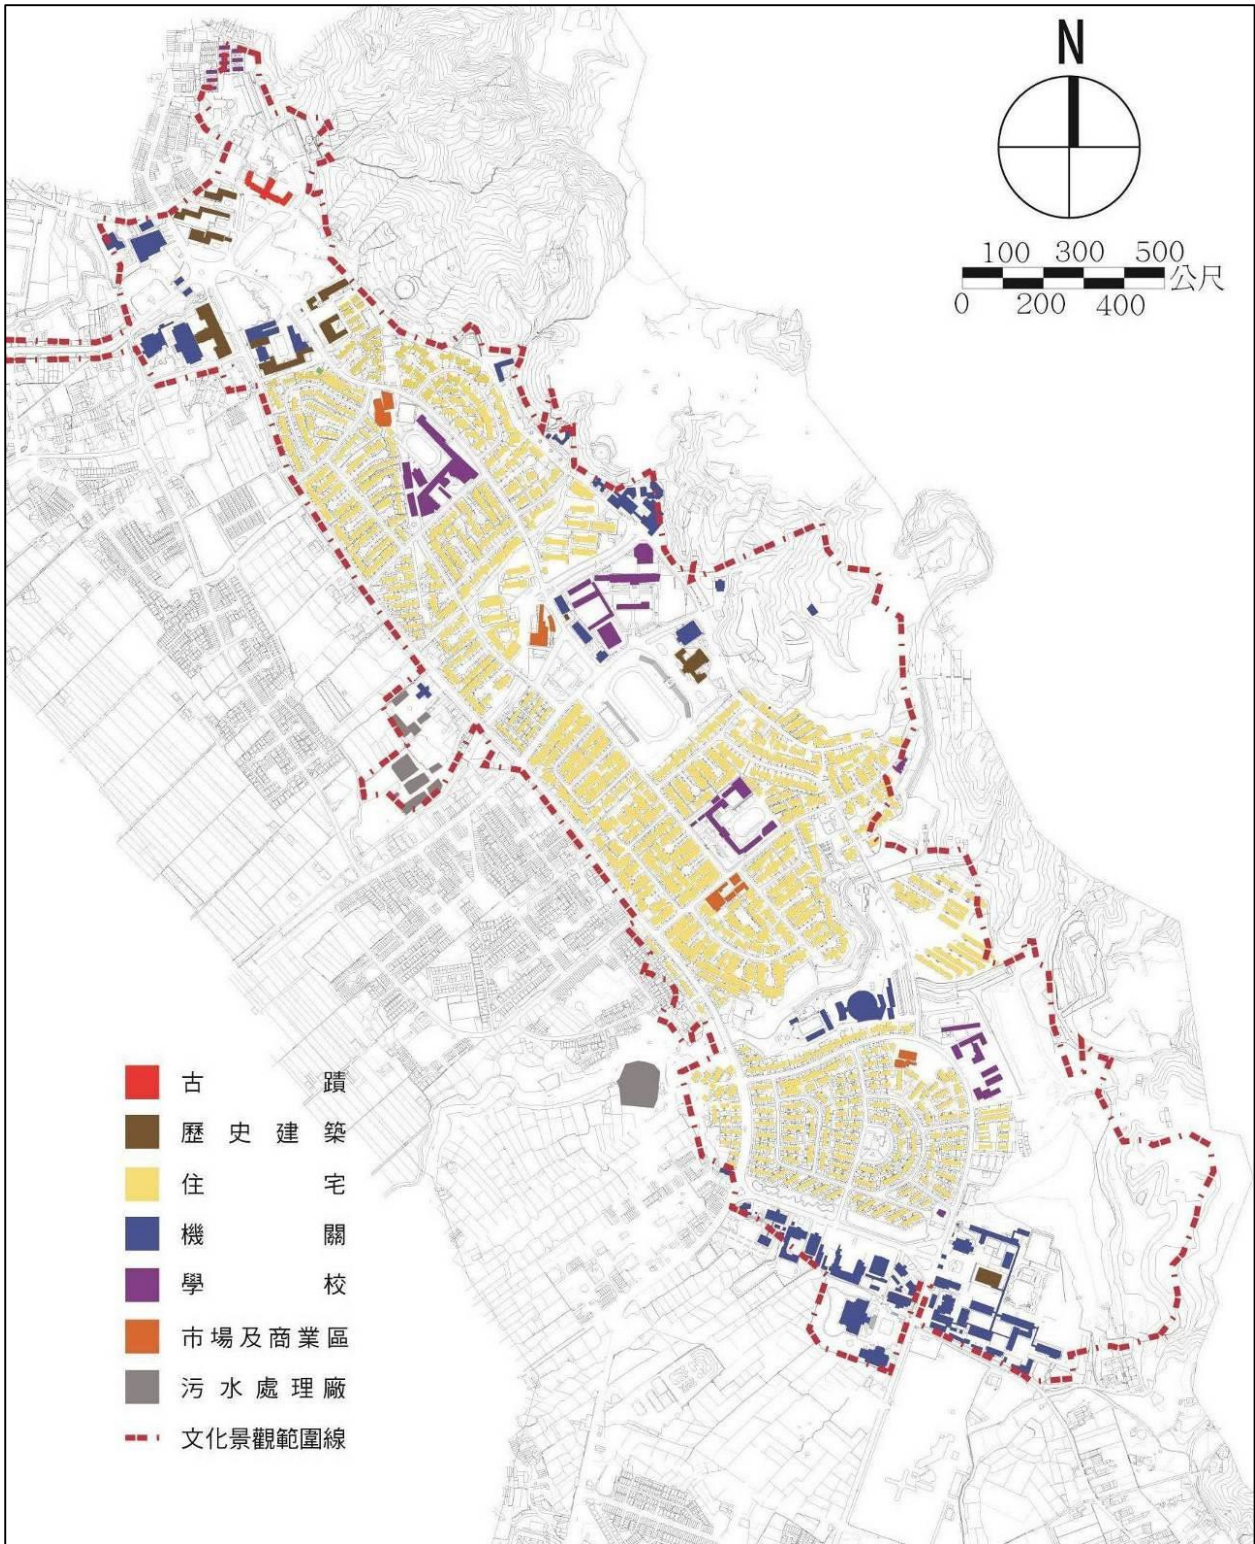 N
100 300 500
公尺
0 200 400
古蹟
歷史建築
住宅
機關
學校
市場及商業區
污水處理廠
文化景觀範圍線